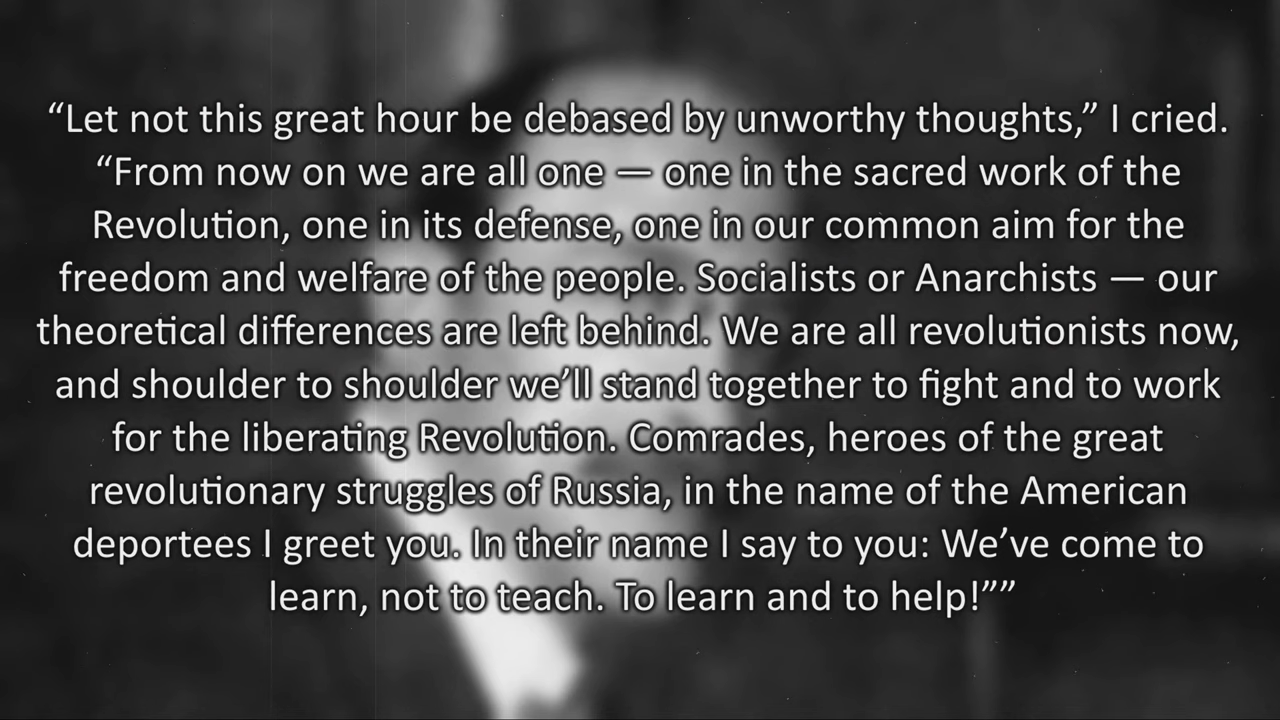 “Let not this great hour be debased by unworthy thoughts,” I cried.
“From now on we are all one — one in the sacred work of the
Revolution, one in its defense, one in our common aim for the
freedom and welfare of the people. Socialists or Anarchists — our
theoretical differences are left behind. We are all revolutionists now,
and shoulder to shoulder we’ll stand together to fight and to work
for the liberating Revolution. Comrades, heroes of the great
revolutionary struggles of Russia, in the name of the American
deportees I greet you. In their name I say to you: We’ve come to
learn, not to teach. To learn and to help!””